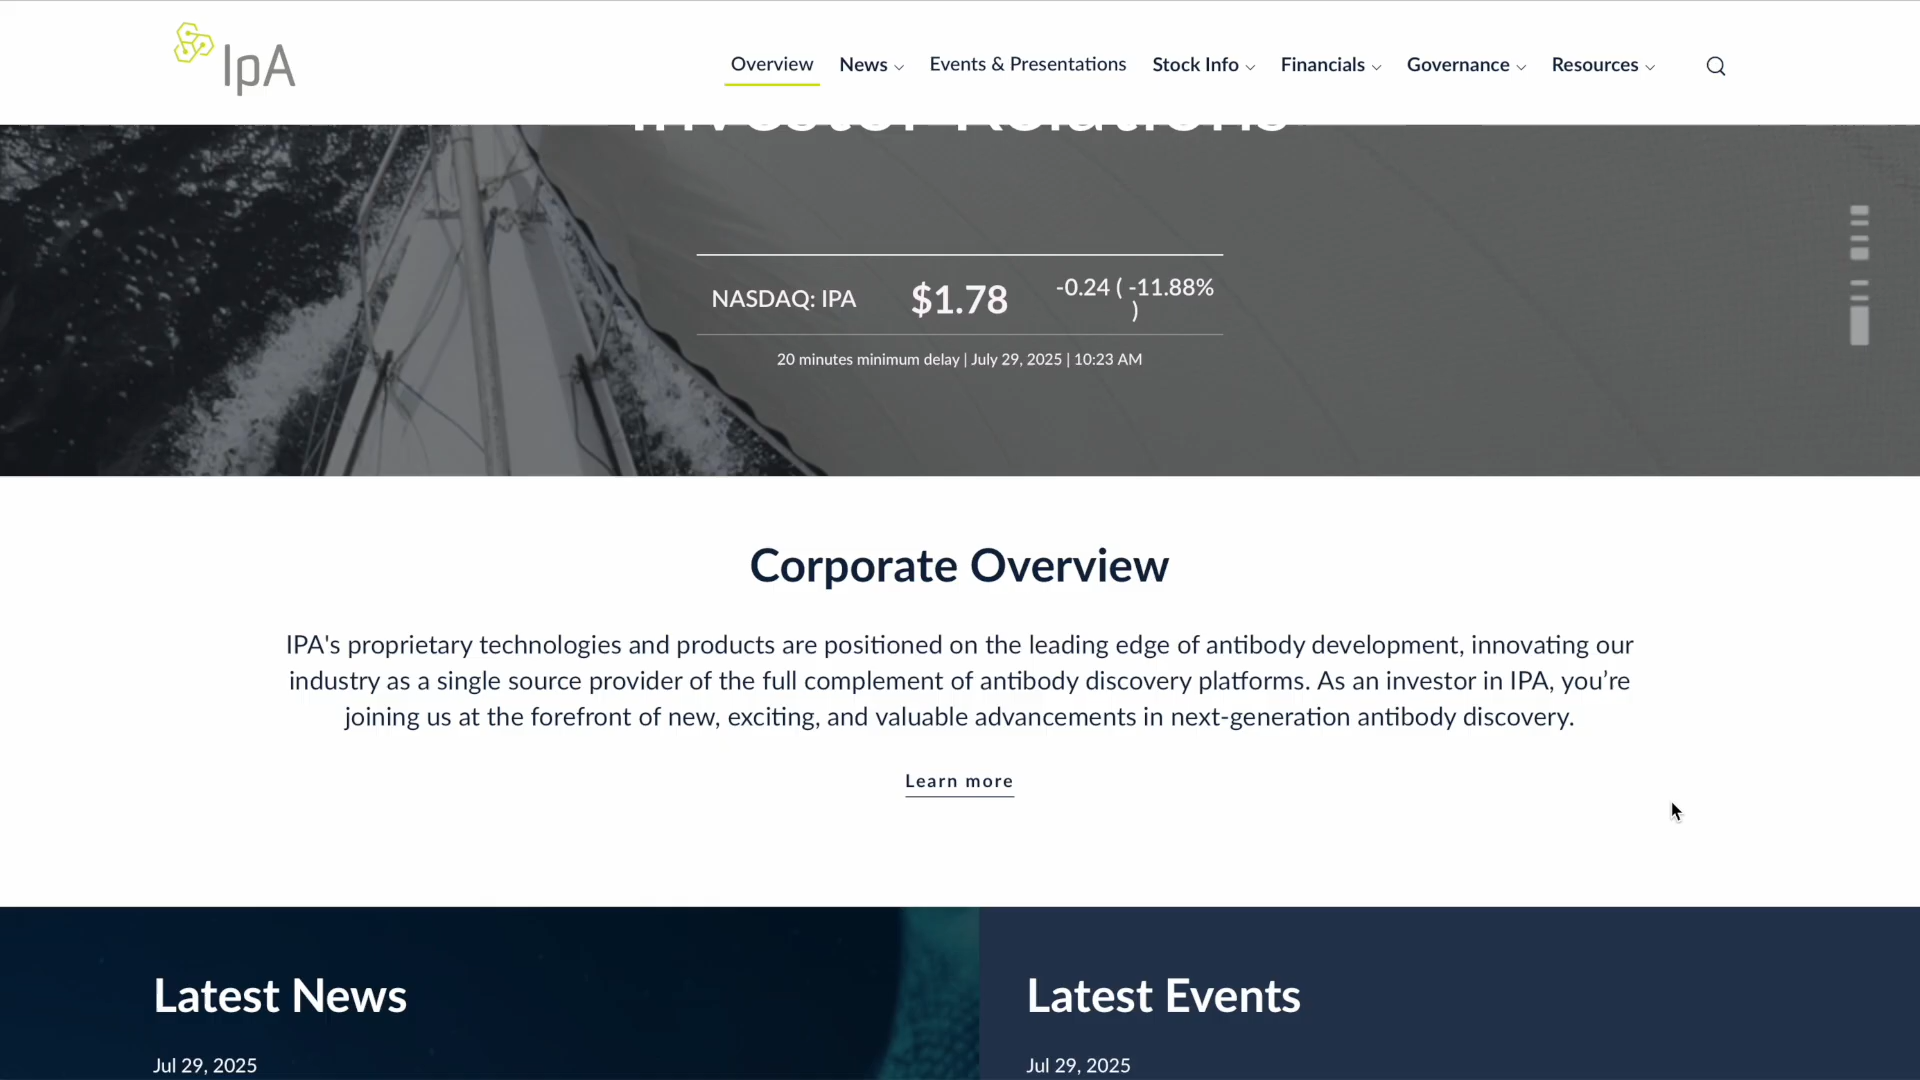 IpA
Overview News Events & Presentations Stock Info Financials Governance Resources
Investor Relations
NASDAQ: IPA $1.78 -0.24 ( -11.88%
)
20 minutes minimum delay | July 29, 2025 | 10:23 AM
Corporate Overview
IPA's proprietary technologies and products are positioned on the leading edge of antibody development, innovating our
industry as a single source provider of the full complement of antibody discovery platforms. As an investor in IPA, you’re
joining us at the forefront of new, exciting, and valuable advancements in next-generation antibody discovery.
Learn more
Latest News
Jul 29, 2025
Latest Events
Jul 29, 2025